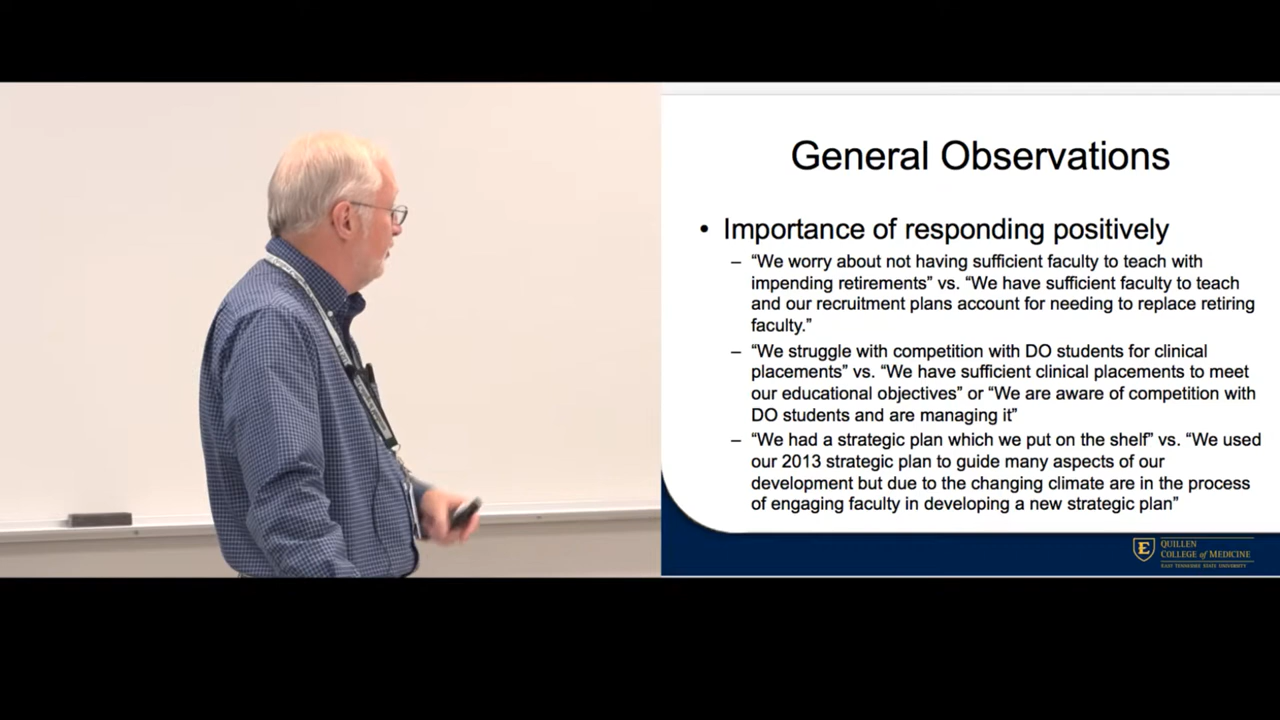 General Observations
• Importance of responding positively
– “We worry about not having sufficient faculty to teach with
impending retirements” vs. “We have sufficient faculty to teach
and our recruitment plans account for needing to replace retiring
faculty.”
– “We struggle with competition with DO students for clinical
placements” vs. “We have sufficient clinical placements to meet
our educational objectives” or “We are aware of competition with
DO students and are managing it”
– “We had a strategic plan which we put on the shelf” vs. “We used
our 2013 strategic plan to guide many aspects of our
development but due to the changing climate are in the process
of engaging faculty in developing a new strategic plan”
E
QUILLEN
COLLEGE of MEDICINE
EAST TENNESSEE STATE UNIVERSITY